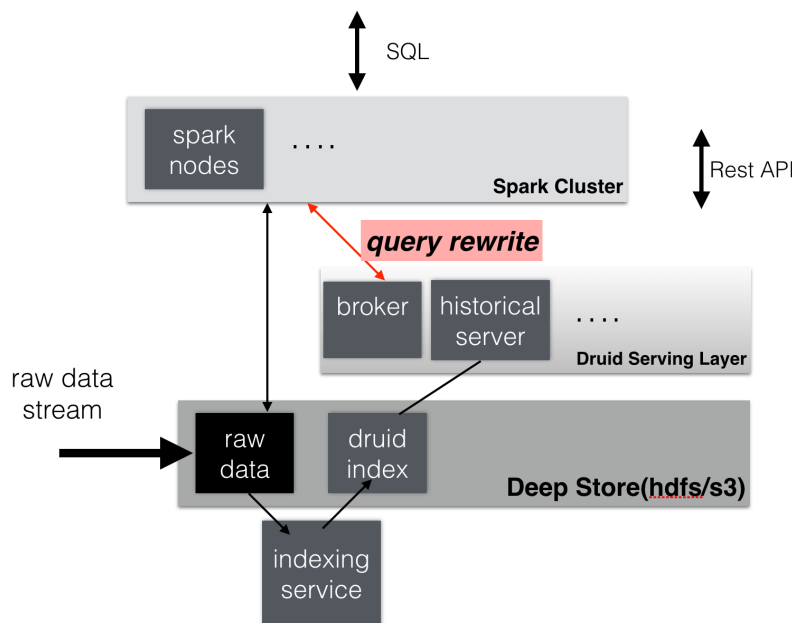 SQL
spark
nodes
. . . .
Spark Cluster
Rest API
query rewrite
broker
historical
server
. . . .
Druid Serving Layer
raw data
stream
raw
data
druid
index
Deep Store(hdfs/s3)
indexing
service